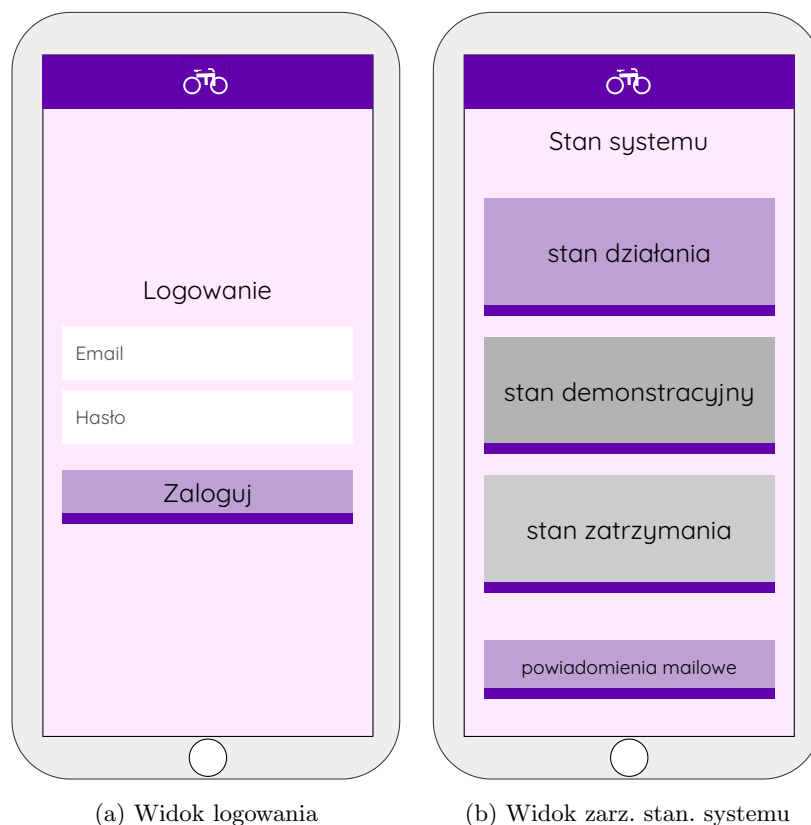 Logowanie
Email
Hasło
Zaloguj
(a) Widok logowania
Stan systemu
stan działania
stan demonstracyjny
stan zatrzymania
powiadomienia mailowe
(b) Widok zarz. stan. systemu